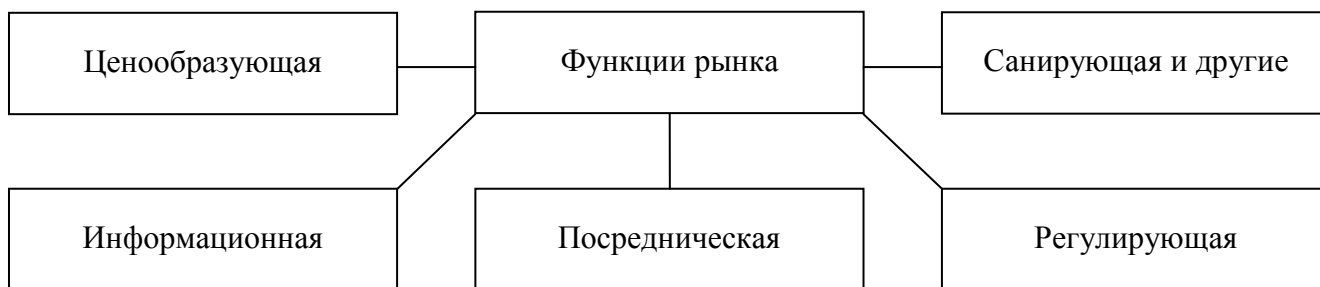 Ценообразующая
Функции рынка
Санирующая и другие
Информационная
Посредническая
Регулирующая